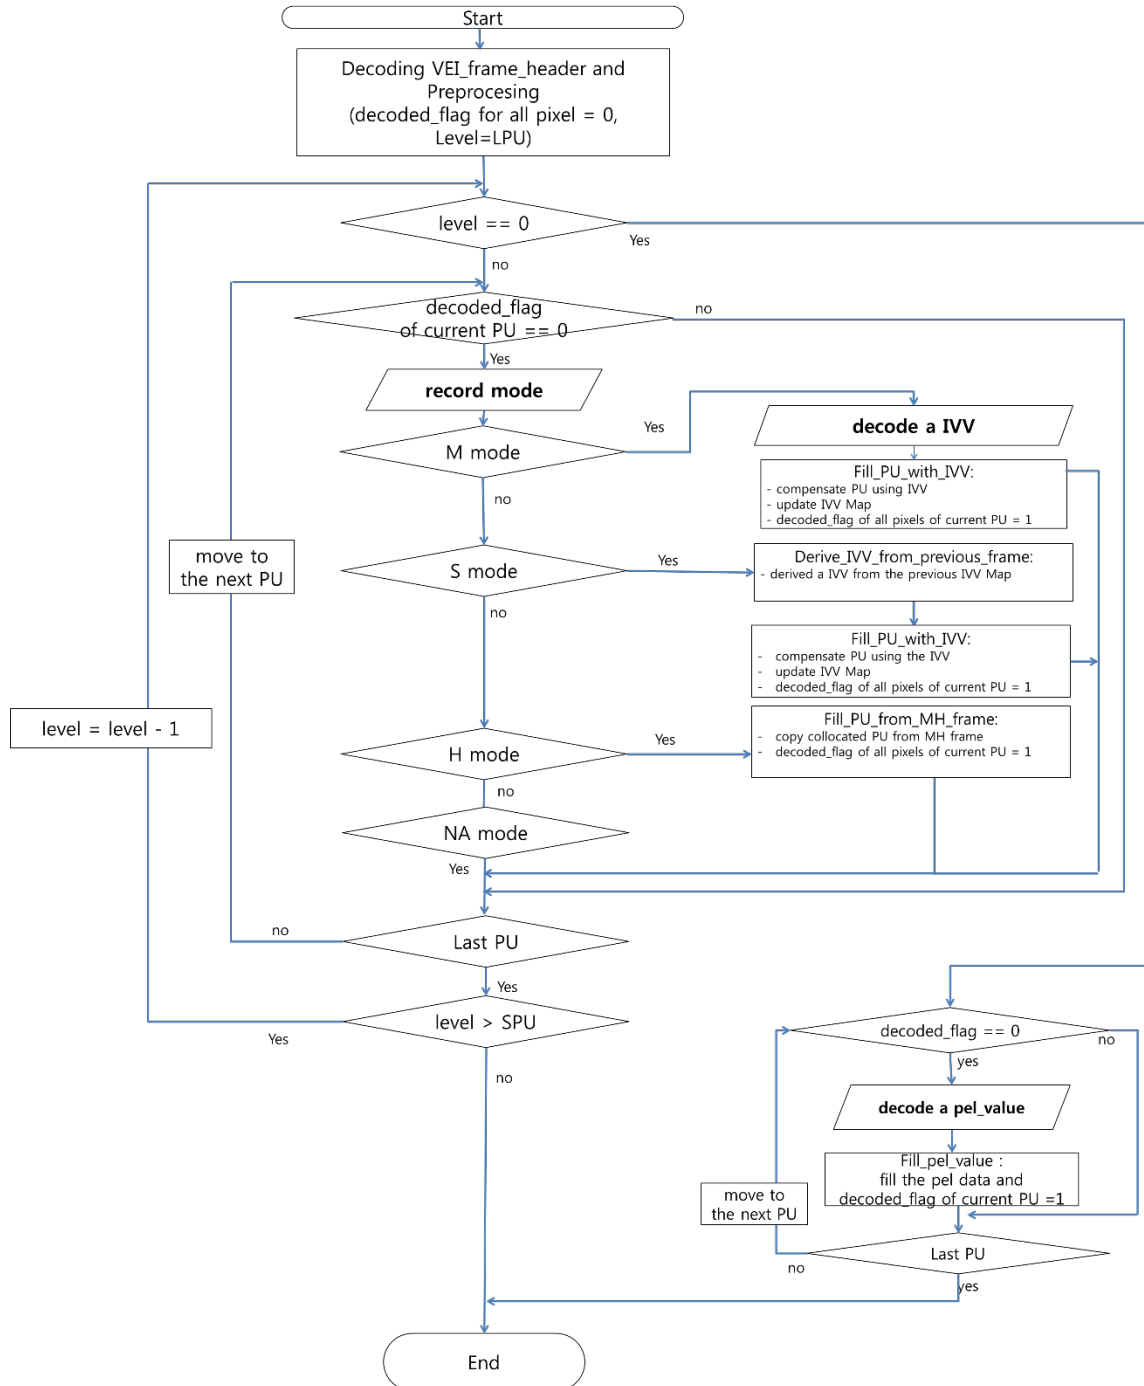 Start
Decoding VEI_frame_header and
Preprocesing
(decoded_flag for all pixel = 0,
Level=LPU)
level == 0
Yes
no
decoded_flag
of current PU == 0
no
Yes
record mode
M mode
Yes
no
decode a IVV
Fill_PU_with_IVV:
- compensate PU using IVV
- update IVV Map
- decoded_flag of all pixels of current PU = 1
move to
the next PU
S mode
Yes
no
Derive_IVV_from_previous_frame:
- derived a IVV from the previous IVV Map
Fill_PU_with_IVV:
- compensate PU using the IVV
- update IVV Map
- decoded_flag of all pixels of current PU = 1
level = level - 1
H mode
Yes
no
Fill_PU_from_MH_frame:
- copy collocated PU from MH frame
- decoded_flag of all pixels of current PU = 1
NA mode
Yes
Last PU
no
Yes
level > SPU
Yes
no
decoded_flag == 0
no
yes
decode a pel_value
Fill_pel_value :
fill the pel data and
decoded_flag of current PU =1
move to
the next PU
Last PU
no
yes
End